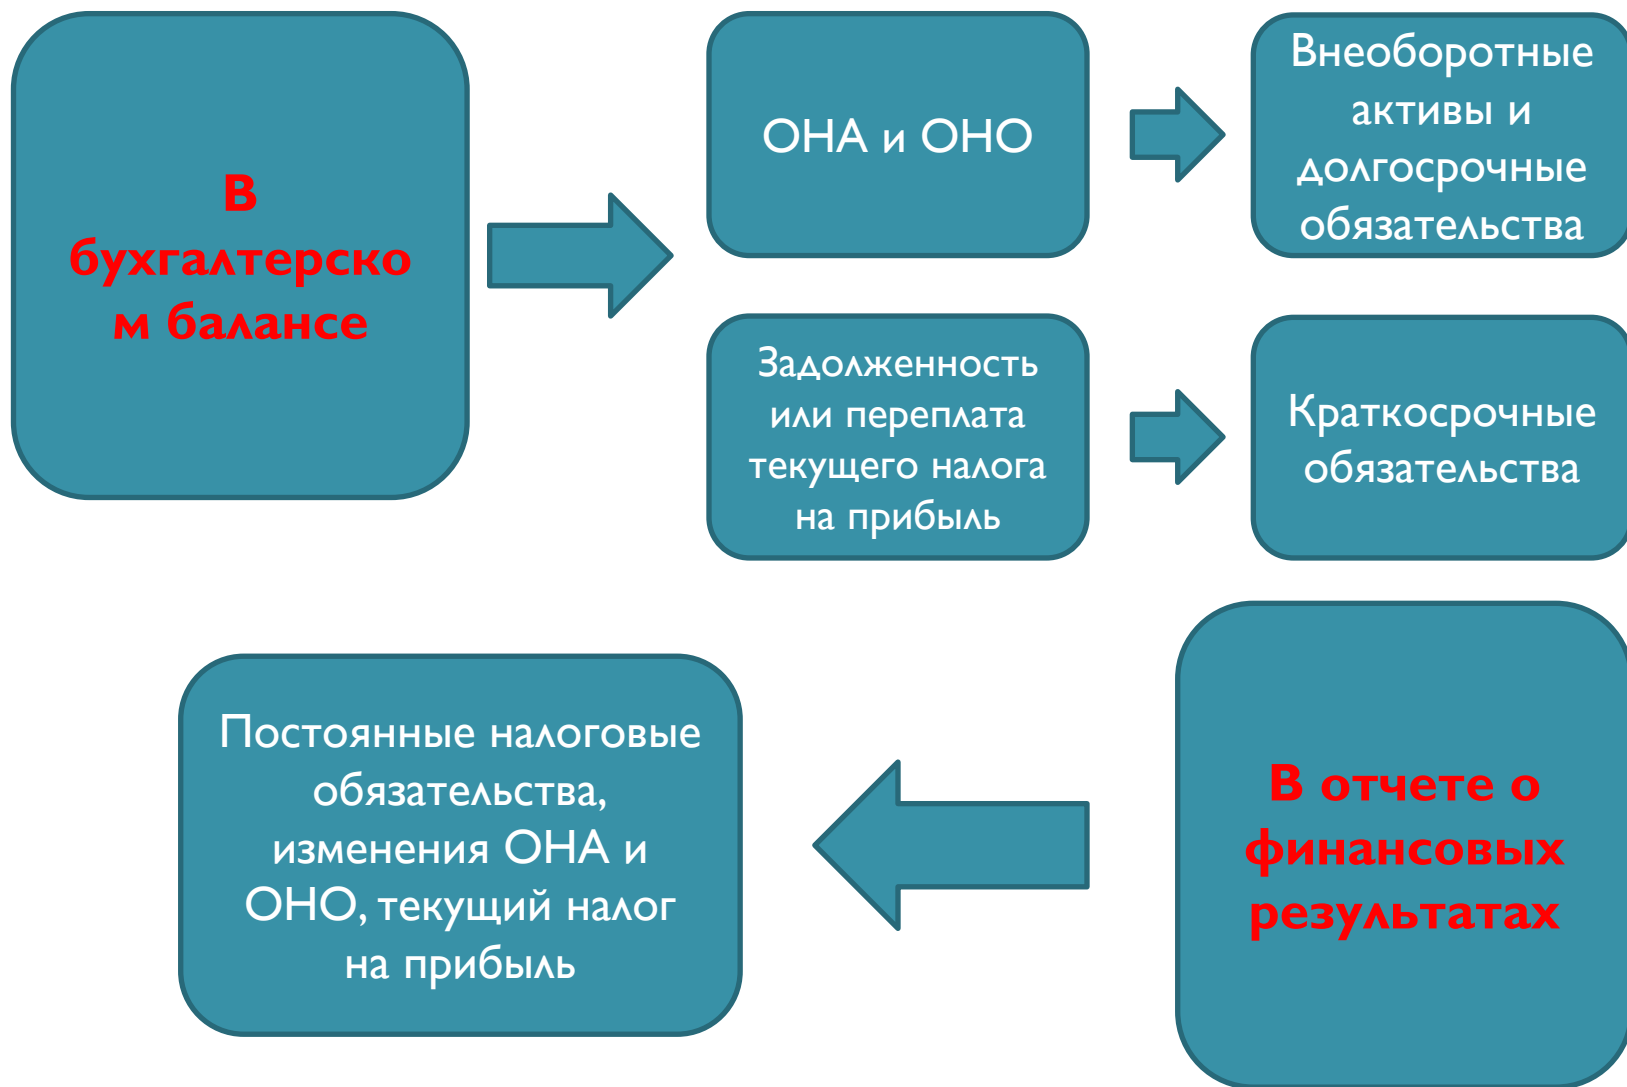 В
бухгалтерско
м балансе
ОНА и ОНО
Внеоборотные
активы и
долгосрочные
обязательства
Задолженность
или переплата
текущего налога
на прибыль
Краткосрочные
обязательства
Постоянные налоговые
обязательства,
изменения ОНА и
ОНО, текущий налог
на прибыль
В отчете о
финансовых
результатах